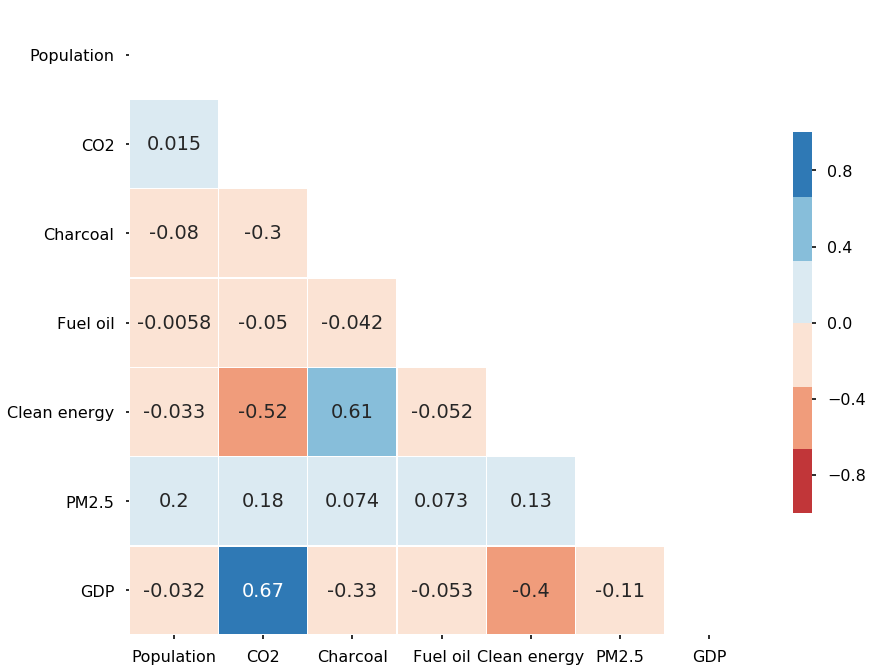 Population
CO2 0.015
Charcoal -0.08 -0.3
Fuel oil -0.0058 -0.05 -0.042
Clean energy -0.033 -0.52 0.61 -0.052
PM2.5 0.2 0.18 0.074 0.073 0.13
GDP -0.032 0.67 -0.33 -0.053 -0.4 -0.11
Population CO2 Charcoal Fuel oil Clean energy PM2.5 GDP
0.8
0.4
0.0
−0.4
−0.8